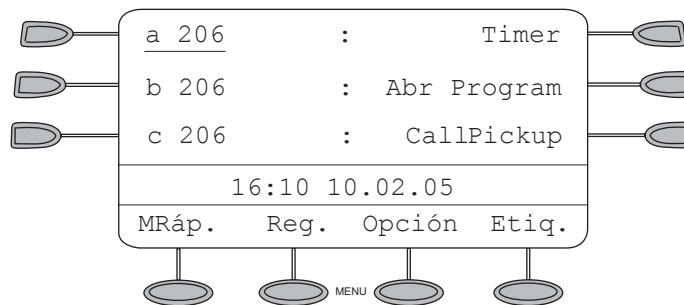 a 206 : Timer
b 206 : Abr Program
c 206 : CallPickup
16:10 10.02.05
MRáp. Reg. Opción Etiq.
MENU